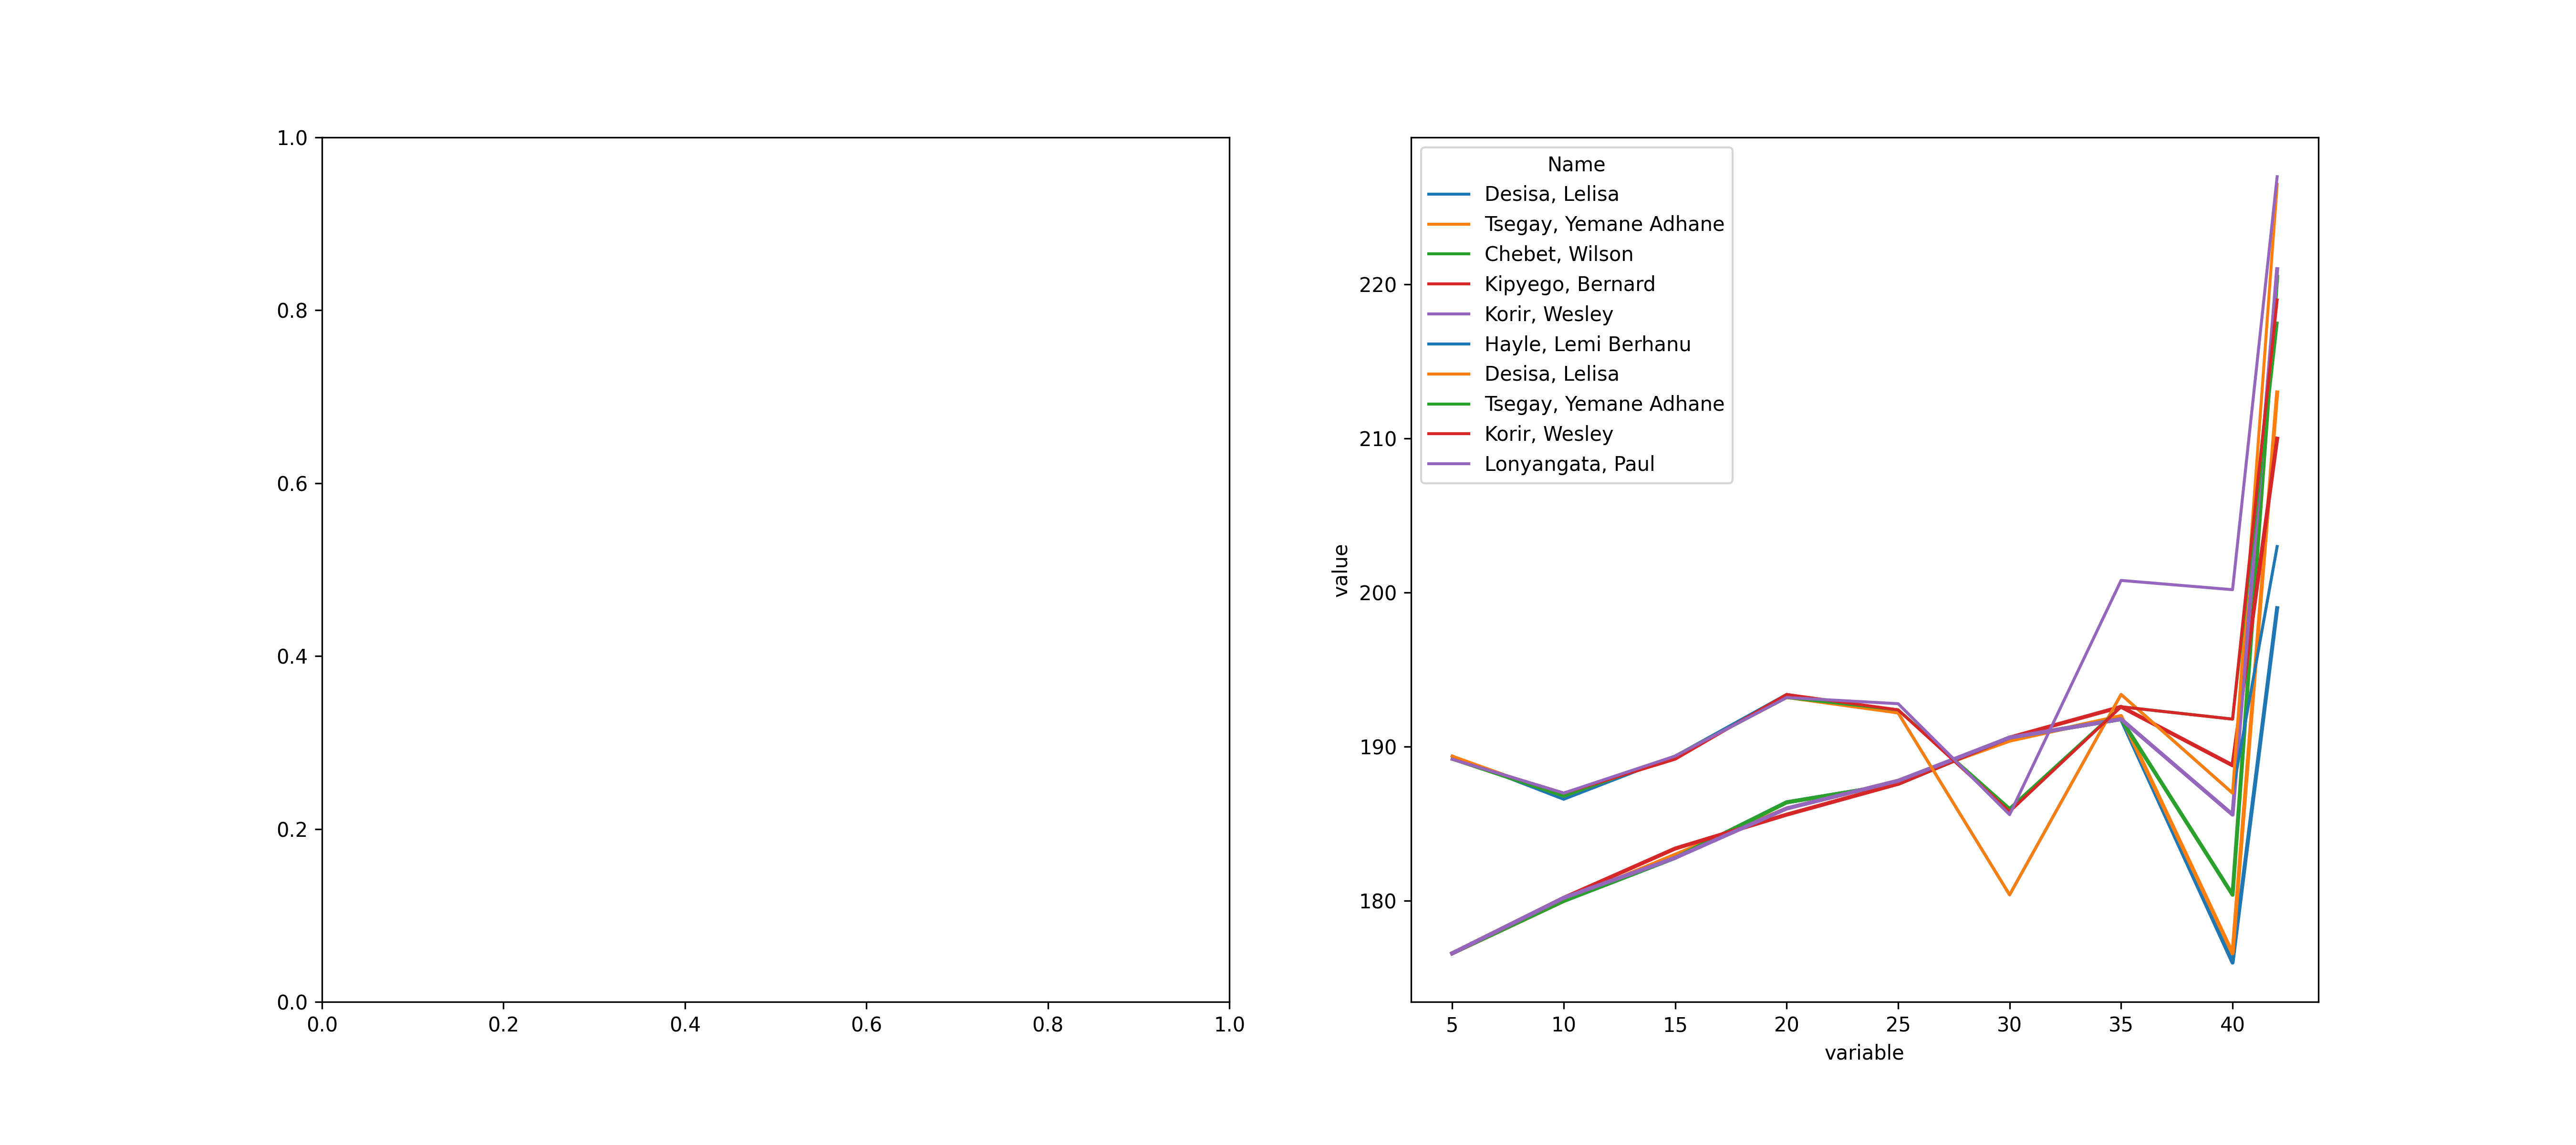 1.0
0.8
0.6
0.4
0.2
0.0
0.0 0.2 0.4 0.6 0.8 1.0
Name
Desisa, Lelisa
Tsegay, Yemane Adhane
Chebet, Wilson
Kipyego, Bernard
Korir, Wesley
Hayle, Lemi Berhanu
Desisa, Lelisa
Tsegay, Yemane Adhane
Korir, Wesley
Lonyangata, Paul
value
220
210
200
190
180
5 10 15 20 25 30 35 40
variable